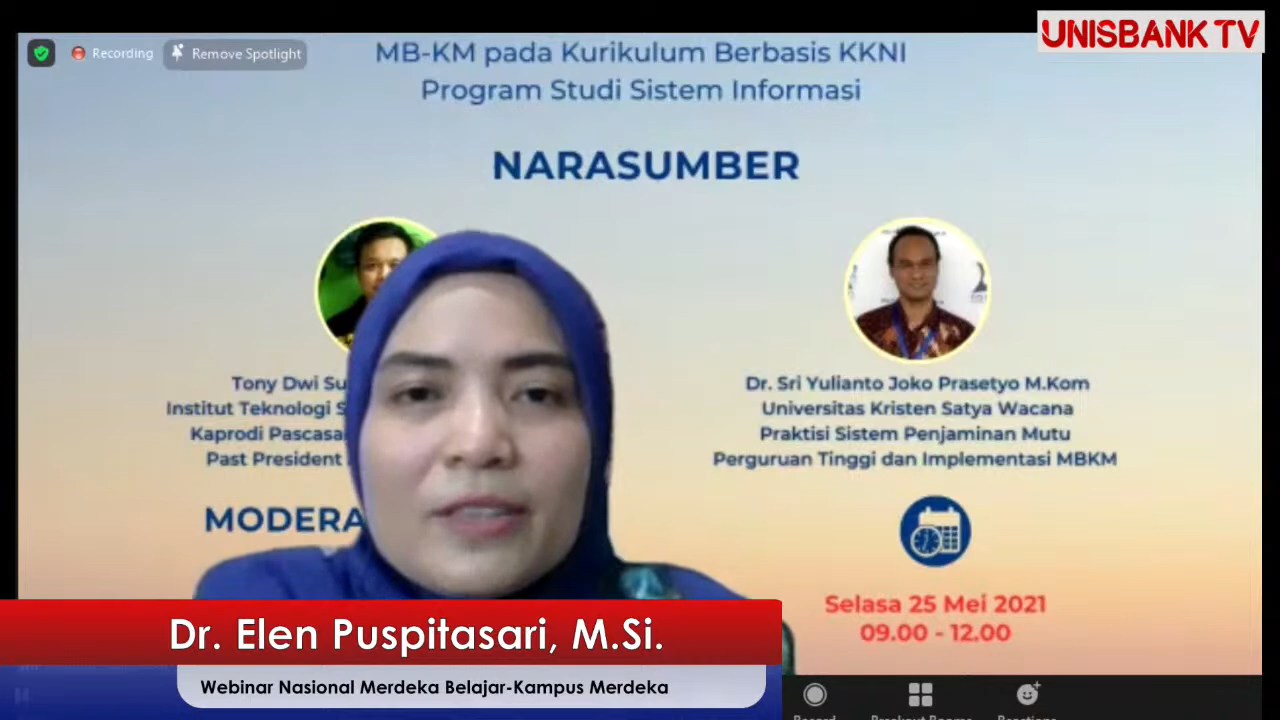 UNISBANK TV
Recording
Remove Spotlight
MB-KM pada Kurikulum Berbasis KKNI
Program Studi Sistem Informasi
NARASUMBER
Tony Dwi
Institut Teknologi
Kaprodi
Past President
Dr. Sri Yulianto Joko Prasetyo M.Kom
Universitas Kristen Satya Wacana
Praktisi Sistem Penjaminan Mutu
Perguruan Tinggi dan Implementasi MBKM
Selasa 25 Mei 2021
09.00 - 12.00
Dr. Elen Puspitasari, M.Si.
Webinar Nasional Merdeka Belajar-Kampus Merdeka